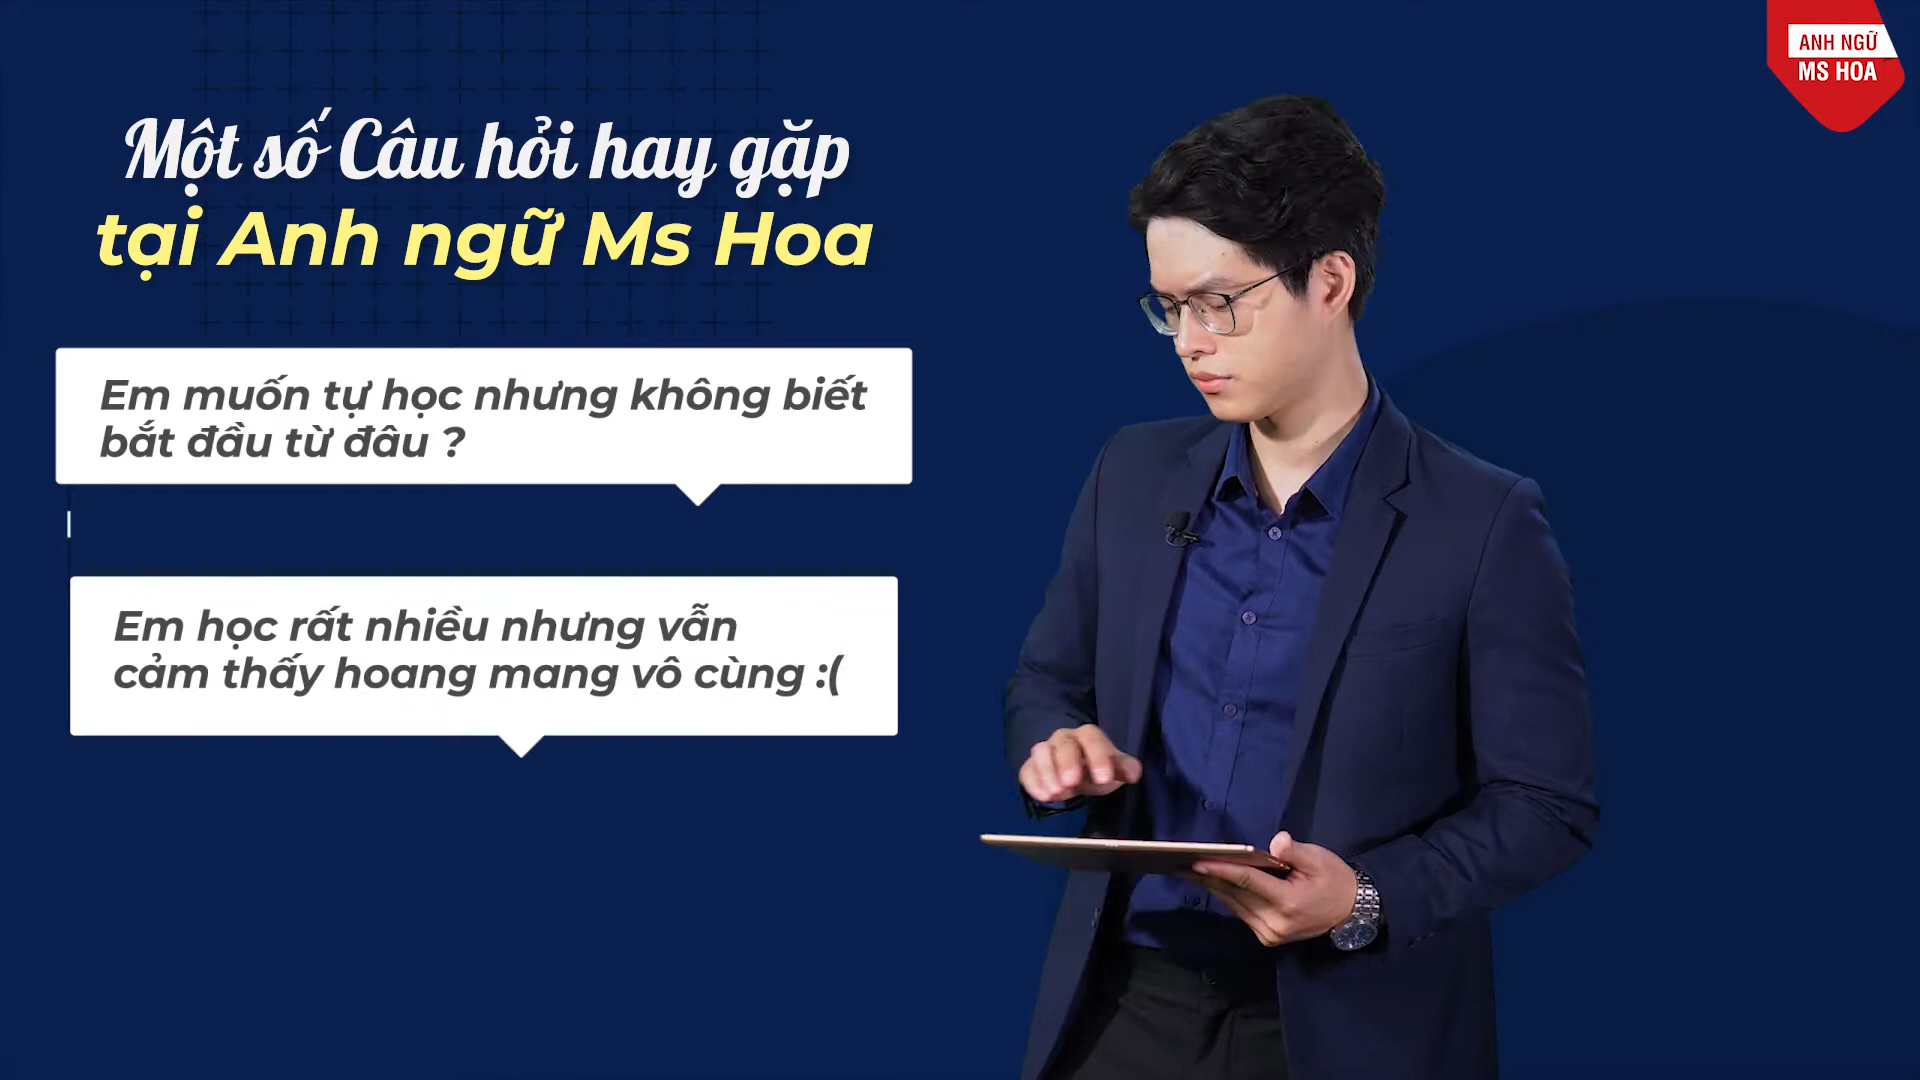 Một số Câu hỏi hay gặp
tại Anh ngữ Ms Hoa
Em muốn tự học nhưng không biết
bắt đầu từ đâu ?
Em học rất nhiều nhưng vẫn
cảm thấy hoang mang vô cùng :(
ANH NGỮ
MS HOA